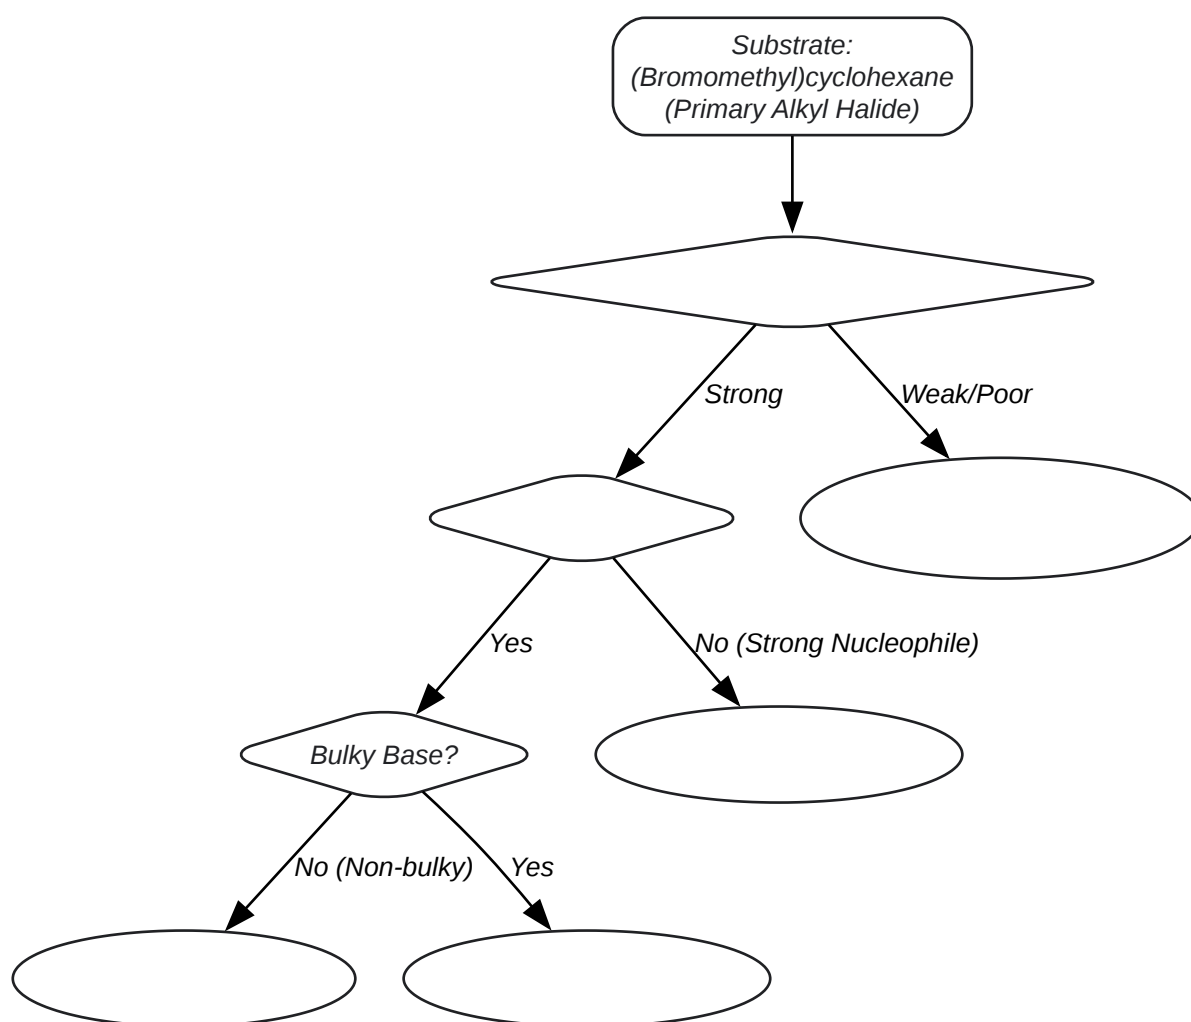 Substrate:
(Bromomethyl)cyclohexane
(Primary Alkyl Halide)
Strong
Weak/Poor
Yes
No (Strong Nucleophile)
Bulky Base?
No (Non-bulky)
Yes